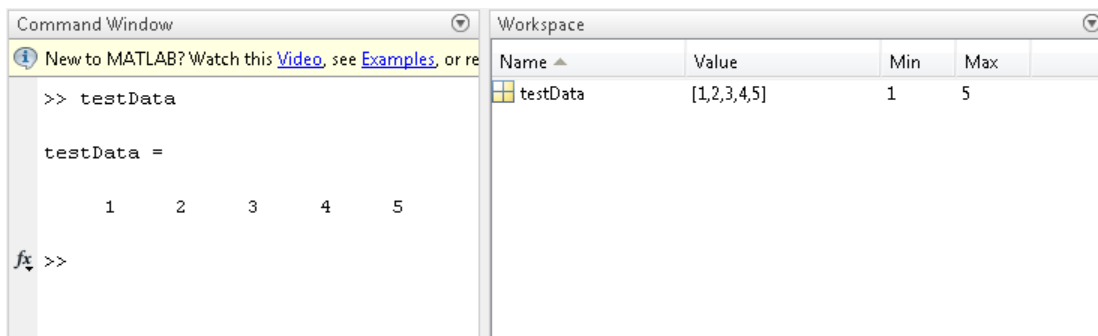 Command Window
New to MATLAB? Watch this Video, see Examples, or re
>> testData
testData =
1 2 3 4 5
fx >>
Workspace
Name Value Min Max
testData [1,2,3,4,5] 1 5